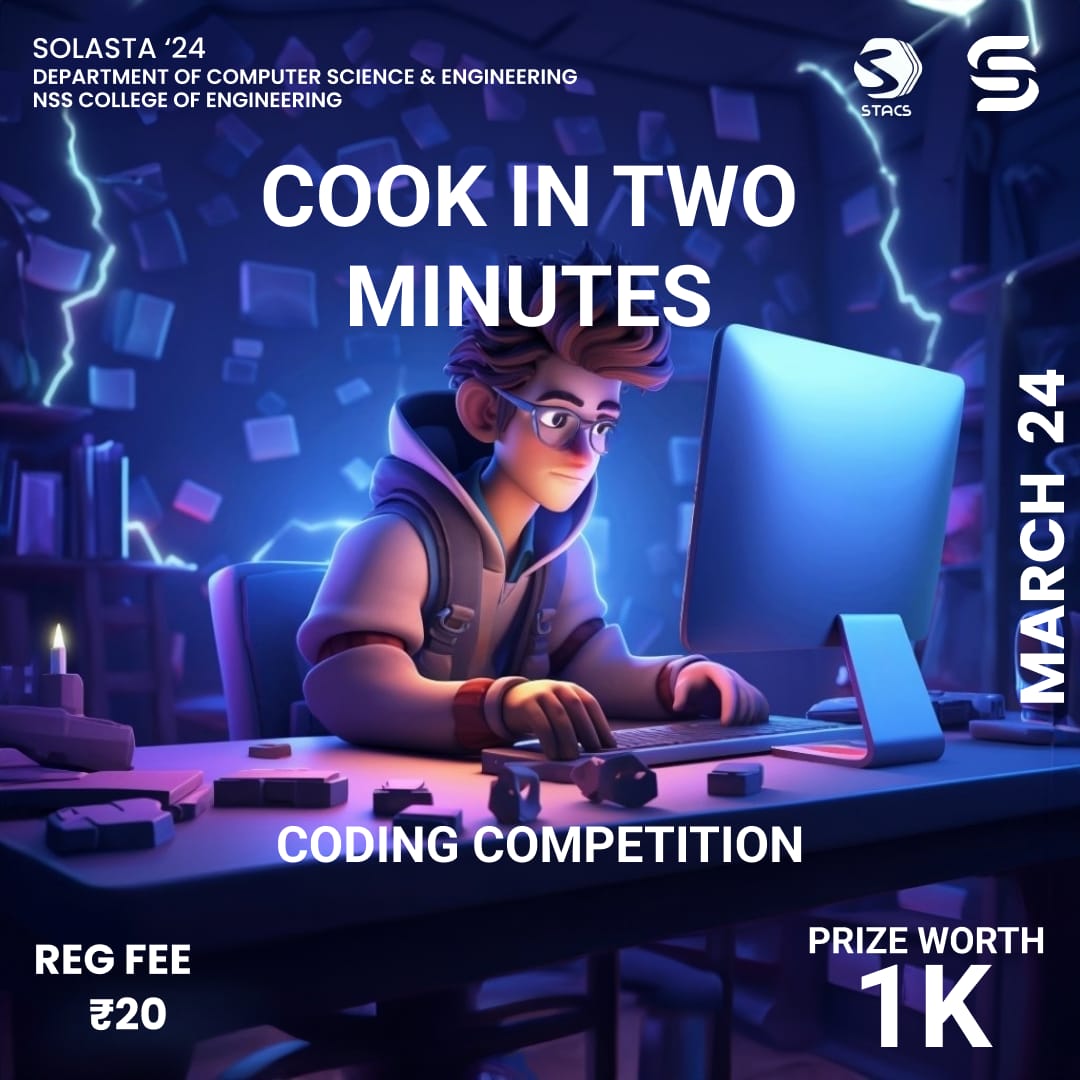 SOLASTA ‘24
DEPARTMENT OF COMPUTER SCIENCE & ENGINEERING
NSS COLLEGE OF ENGINEERING
STACS
COOK IN TWO
MINUTES
MARCH 24
CODING COMPETITION
REG FEE
₹20
PRIZE WORTH
1K